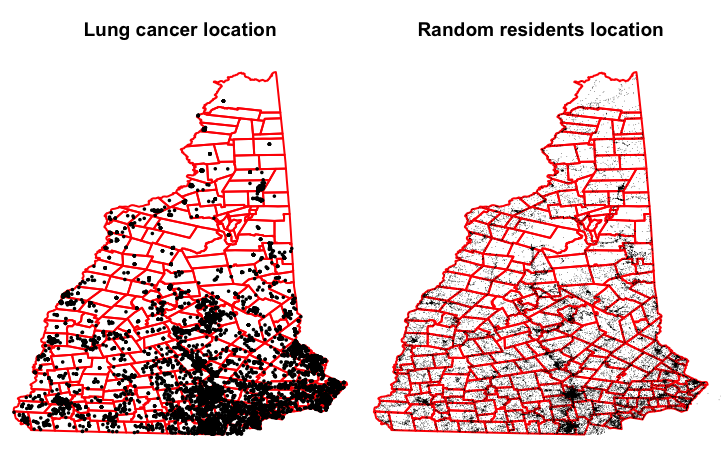 Lung cancer location
Random residents location